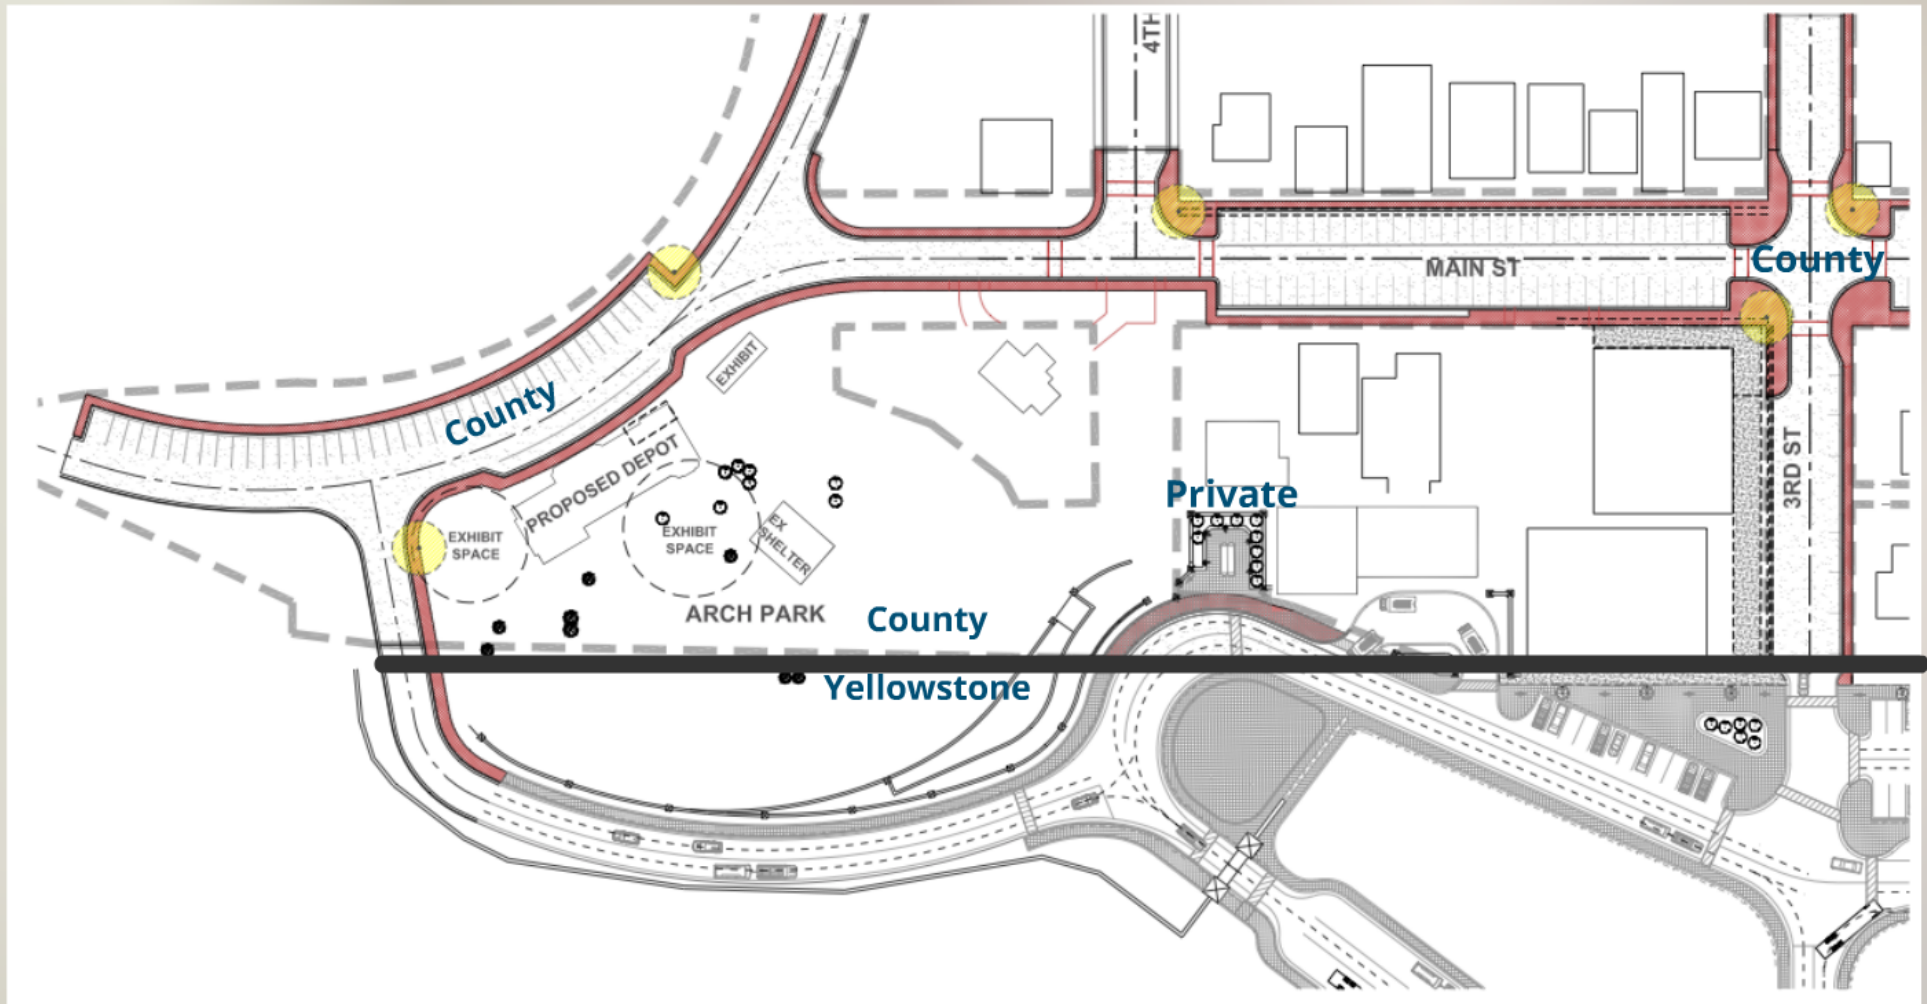 4TH
MAIN ST
County
EXHIBIT
County
PROPOSED DEPOT
3RD ST
Private
EXHIBIT
SPACE
EXHIBIT
SPACE
EX
SHELTER
ARCH PARK
County
Yellowstone